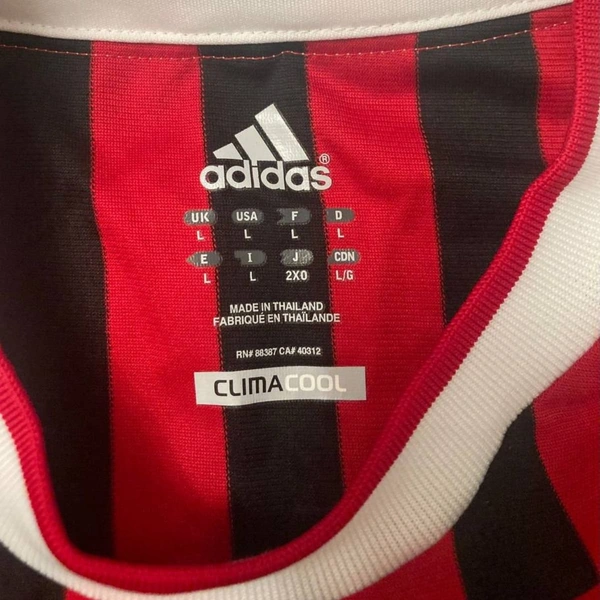 adidas®
UK USA F D
L L L L
E I J CDN
L L 2XO L/G
MADE IN THAILAND
FABRIQUÉ EN THAÏLANDE
RN# 88387 CA# 40312
CLIMACOOL